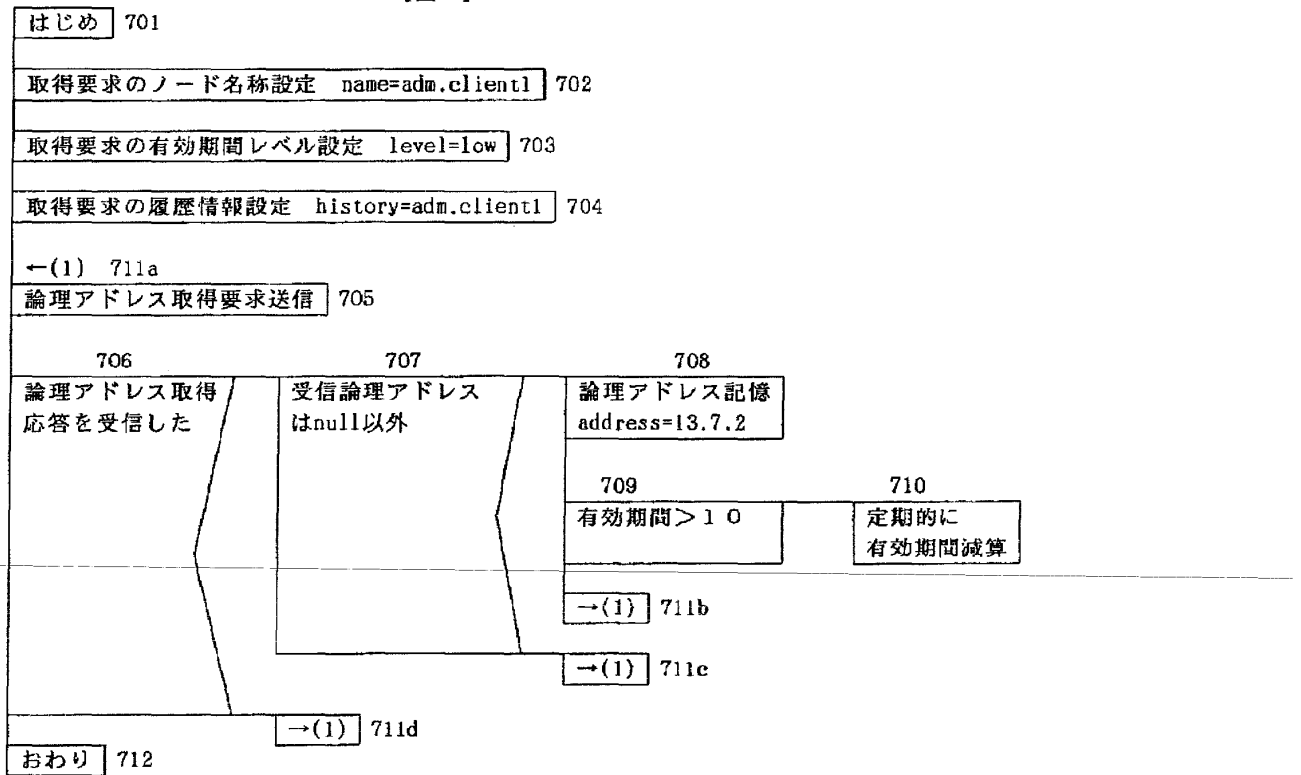 はじめ 701
取得要求のノード名称設定 name=adm.client1 702
取得要求の有効期間レベル設定 level=low 703
取得要求の履歴情報設定 history=adm.client1 704
←(1) 711a
論理アドレス取得要求送信 705
706 707 708
論理アドレス取得 受信論理アドレス 論理アドレス記憶
応答を受信した はnull以外 address=13.7.2
709 710
有効期間＞１０ 定期的に
有効期間減算
→(1) 711b
→(1) 711c
→(1) 711d
おわり 712